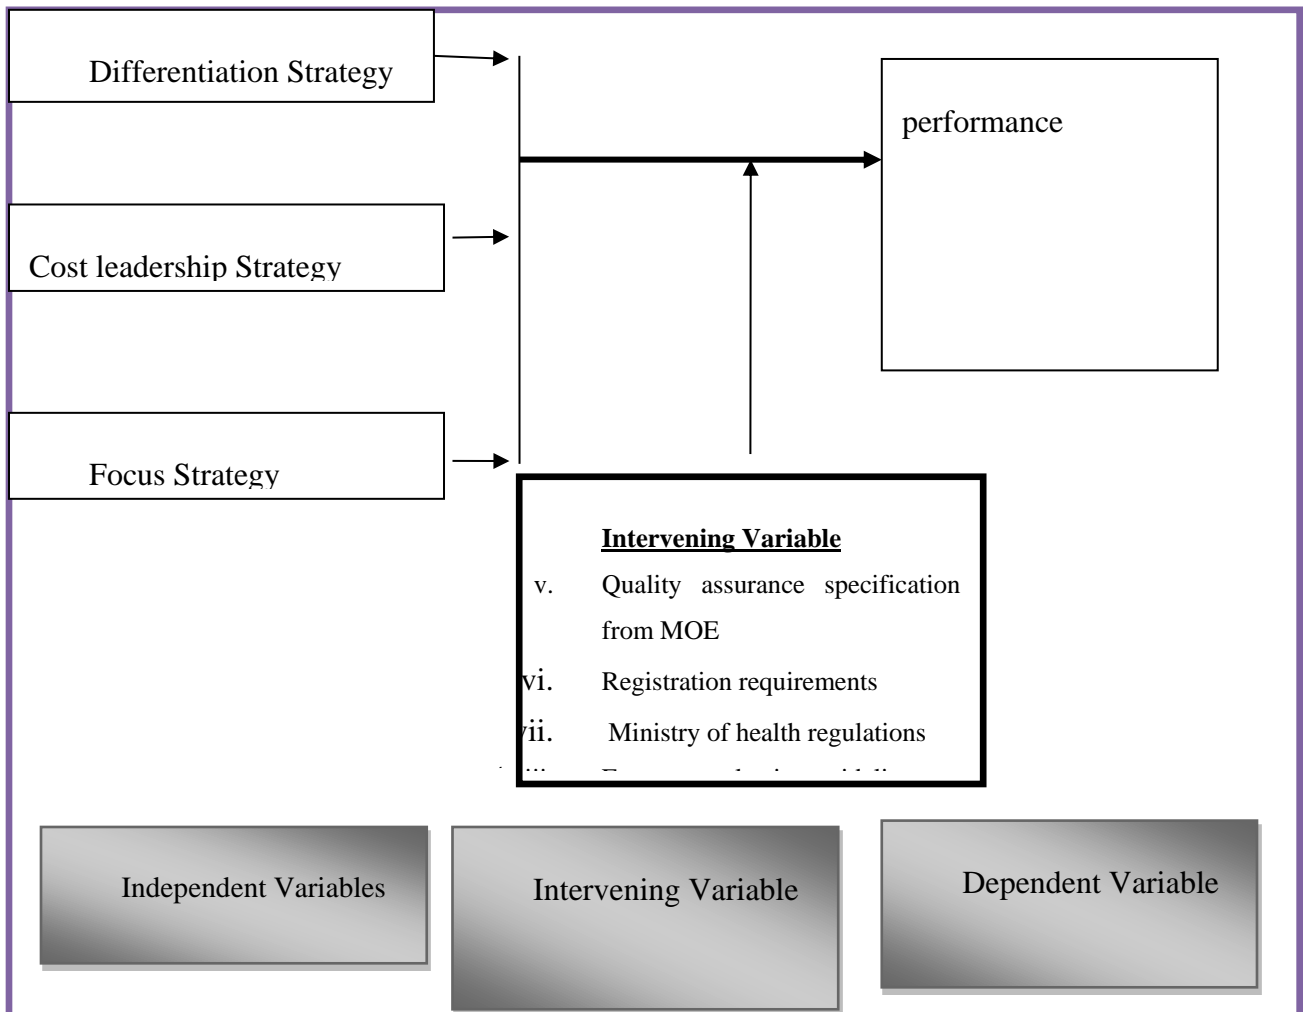 Differentiation Strategy
performance
Cost leadership Strategy
Focus Strategy
Intervening Variable
v. Quality assurance specification
from MOE
vi. Registration requirements
vii. Ministry of health regulations
Independent Variables
Intervening Variable
Dependent Variable